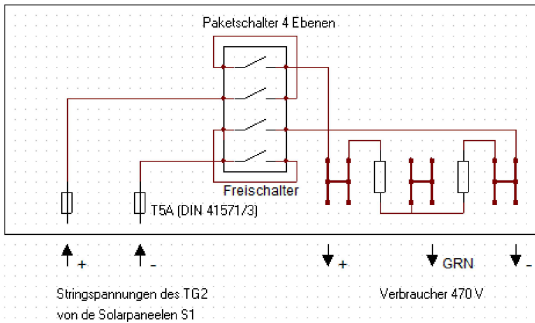 Paketschalter 4 Ebenen
Freischalter
T5A (DIN 41571/3)
+
-
+
GRN
-
Stringspannungen des TG2
von de Solarpaneelen S1
Verbraucher 470 V